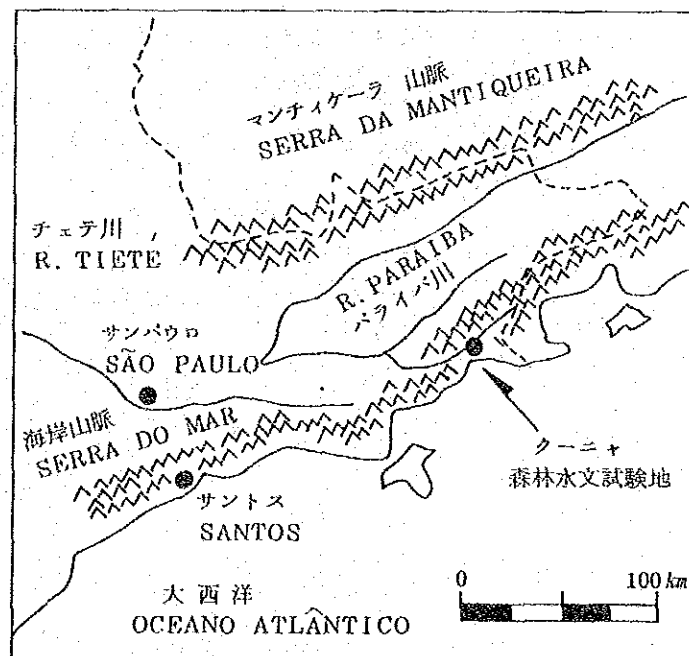 マンティケーラ 山脈
SERRA DA MANTIQUEIRA
チェテ川
R. TIETÉ
R. PARAIBA
パライバ川
サンパウロ
SÃO PAULO
海岸山脈
SERRA DO MAR
サントス
SANTOS
クーニャ
森林水文試験地
大西洋
OCEANO ATLÂNTICO
0 100 km